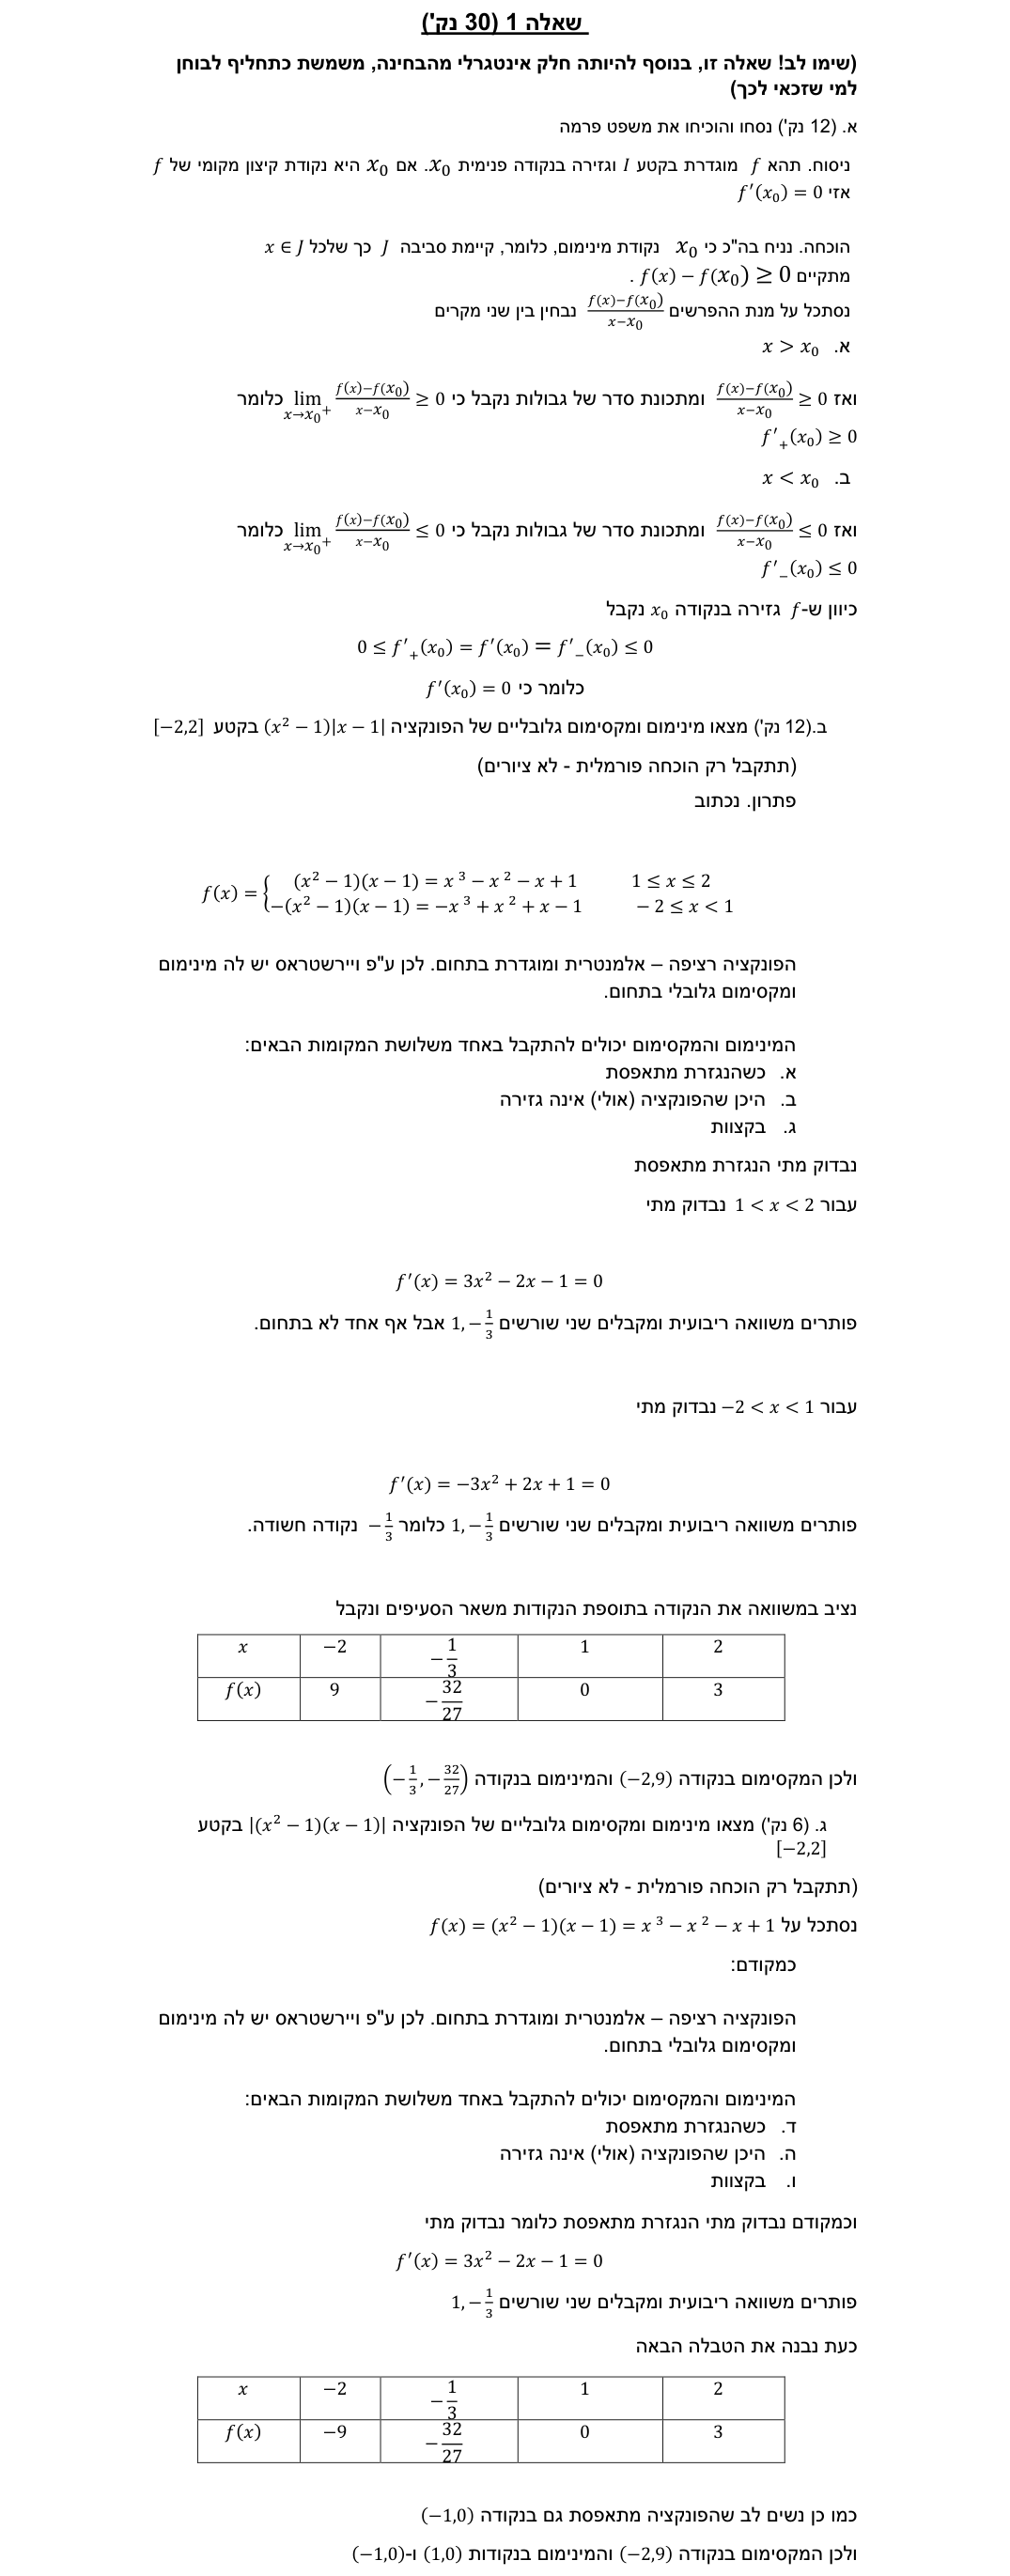 שאלה 1 (30 נק')
(שימו לב! שאלה זו, בנוסף להיותה חלק אינטגרלי מהבחינה, משמשת כתחליף לבוחן
למי שזכאי לכך)
א. (12 נק') נסחו והוכיחו את משפט פרמה
ניסוח. תהא f מוגדרת בקטע I וגזירה בנקודה פנימית x₀. אם x₀ היא נקודת קיצון מקומי של f
אזי f'(x₀) = 0
הוכחה. נניח בה"כ כי x₀ נקודת מינימום, כלומר, קיימת סביבה J כך שלכל x ∈ J
מתקיים f(x) − f(x₀) ≥ 0 .
נסתכל על מנת ההפרשים (f(x)−f(x₀))/(x−x₀) נבחין בין שני מקרים
א. x > x₀
ואז (f(x)−f(x₀))/(x−x₀) ≥ 0 ומתכונת סדר של גבולות נקבל כי lim x→x₀+ (f(x)−f(x₀))/(x−x₀) ≥ 0 כלומר
f'₊(x₀) ≥ 0
ב. x < x₀
ואז (f(x)−f(x₀))/(x−x₀) ≤ 0 ומתכונת סדר של גבולות נקבל כי lim x→x₀+ (f(x)−f(x₀))/(x−x₀) ≤ 0 כלומר
f'₋(x₀) ≤ 0
כיוון ש-f גזירה בנקודה x₀ נקבל
0 ≤ f'₊(x₀) = f'(x₀) = f'₋(x₀) ≤ 0
כלומר כי f'(x₀) = 0
ב.(12 נק') מצאו מינימום ומקסימום גלובליים של הפונקציה (x² − 1)|x − 1| בקטע [−2,2]
(תתקבל רק הוכחה פורמלית - לא ציורים)
פתרון. נכתוב
f(x) = { (x² − 1)(x − 1) = x³ − x² − x + 1 1 ≤ x ≤ 2
−(x² − 1)(x − 1) = −x³ + x² + x − 1 − 2 ≤ x < 1
הפונקציה רציפה – אלמנטרית ומוגדרת בתחום. לכן ע"פ ויירשטראס יש לה מינימום
ומקסימום גלובלי בתחום.
המינימום והמקסימום יכולים להתקבל באחד משלושת המקומות הבאים:
א. כשהנגזרת מתאפסת
ב. היכן שהפונקציה (אולי) אינה גזירה
ג. בקצוות
נבדוק מתי הנגזרת מתאפסת
עבור 1 < x < 2 נבדוק מתי
f'(x) = 3x² − 2x − 1 = 0
פותרים משוואה ריבועית ומקבלים שני שורשים 1, −1/3 אבל אף אחד לא בתחום.
עבור −2 < x < 1 נבדוק מתי
f'(x) = −3x² + 2x + 1 = 0
פותרים משוואה ריבועית ומקבלים שני שורשים 1, −1/3 כלומר −1/3 נקודה חשודה.
נציב במשוואה את הנקודה בתוספת הנקודות משאר הסעיפים ונקבל
x −2 −1/3 1 2
f(x) 9 −32/27 0 3
ולכן המקסימום בנקודה (−2,9) והמינימום בנקודה (−1/3, −32/27)
ג. (6 נק') מצאו מינימום ומקסימום גלובליים של הפונקציה |(x² − 1)(x − 1)| בקטע
[−2,2]
(תתקבל רק הוכחה פורמלית - לא ציורים)
נסתכל על f(x) = (x² − 1)(x − 1) = x³ − x² − x + 1
כמקודם:
הפונקציה רציפה – אלמנטרית ומוגדרת בתחום. לכן ע"פ ויירשטראס יש לה מינימום
ומקסימום גלובלי בתחום.
המינימום והמקסימום יכולים להתקבל באחד משלושת המקומות הבאים:
ד. כשהנגזרת מתאפסת
ה. היכן שהפונקציה (אולי) אינה גזירה
ו. בקצוות
וכמקודם נבדוק מתי הנגזרת מתאפסת כלומר נבדוק מתי
f'(x) = 3x² − 2x − 1 = 0
פותרים משוואה ריבועית ומקבלים שני שורשים 1, −1/3
כעת נבנה את הטבלה הבאה
x −2 −1/3 1 2
f(x) −9 −32/27 0 3
כמו כן נשים לב שהפונקציה מתאפסת גם בנקודה (−1,0)
ולכן המקסימום בנקודה (−2,9) והמינימום בנקודות (1,0) ו-(−1,0)